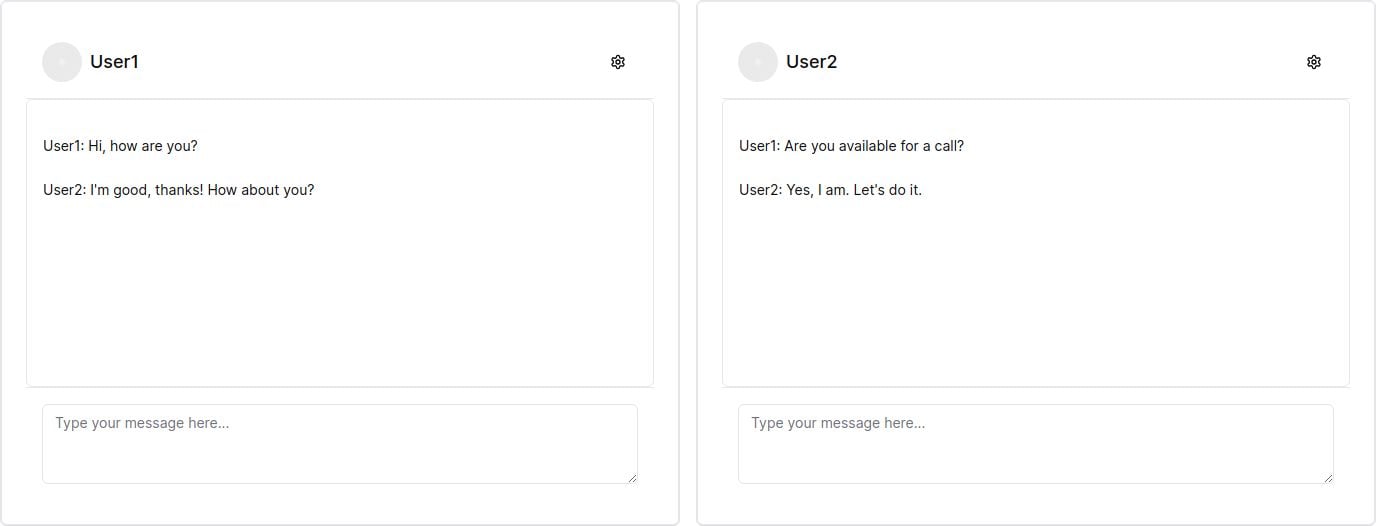 User1
User1: Hi, how are you?
User2: I'm good, thanks! How about you?
Type your message here...
User2
User1: Are you available for a call?
User2: Yes, I am. Let's do it.
Type your message here...